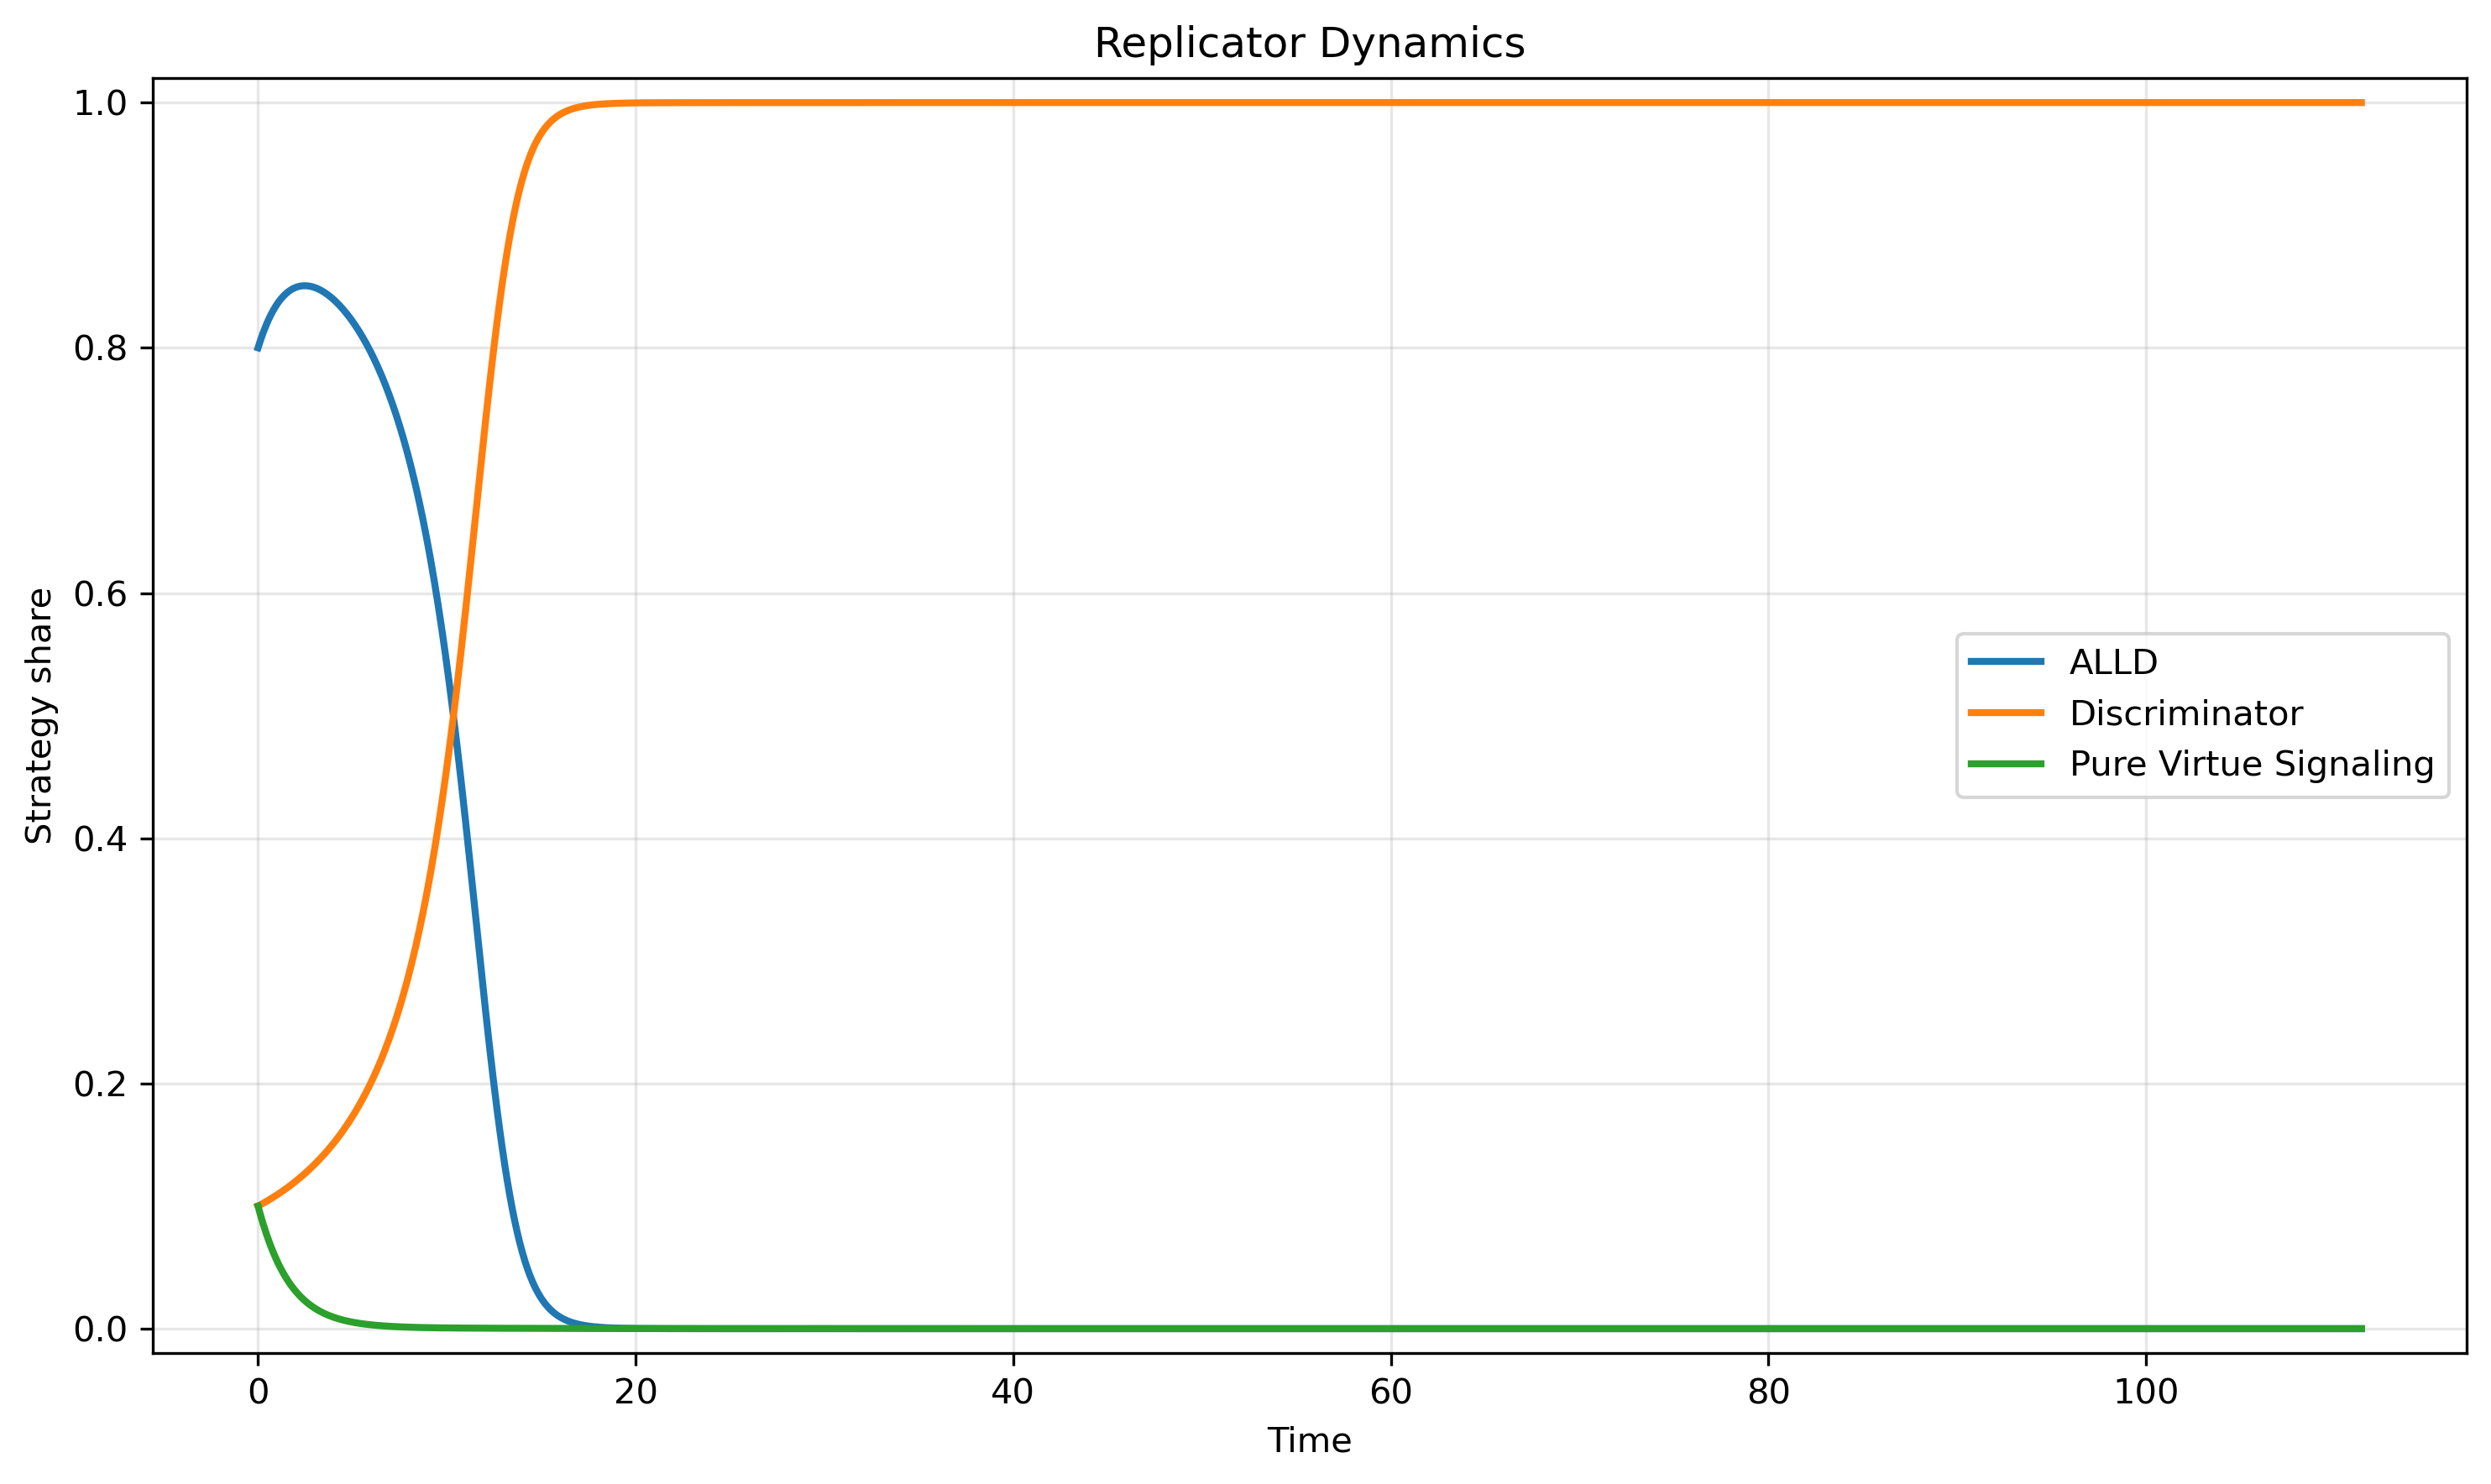 Replicator Dynamics
Strategy share
1.0
0.8
0.6
0.4
0.2
0.0
ALLD
Discriminator
Pure Virtue Signaling
0 20 40 60 80 100
Time